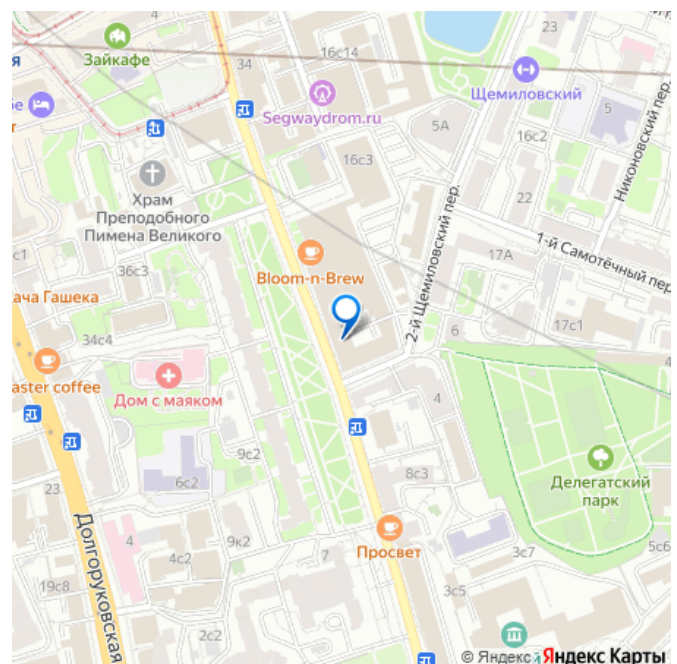 23
16с14
Зайкафе
34
Щемиловский
Segwaydrom.ru
5А
5
16с2
16с3
Никоновский пер.
Храм
Преподобного
Пимена Великого
22
2-й Щемиловский пер.
17А
1-й Самотёчный пер.
с1
36с3
Bloom-n-Brew
ача Гашека
17с1
6
34с4
aster coffee
Дом с маяком
4
9с2
8с3
Делегатский
парк
23
6с2
Долгоруковская
4
9к2
Просвет
4с2
7
3с7
5с6
19с8
3с5
2с2
© Яндекс
Яндекс Карты